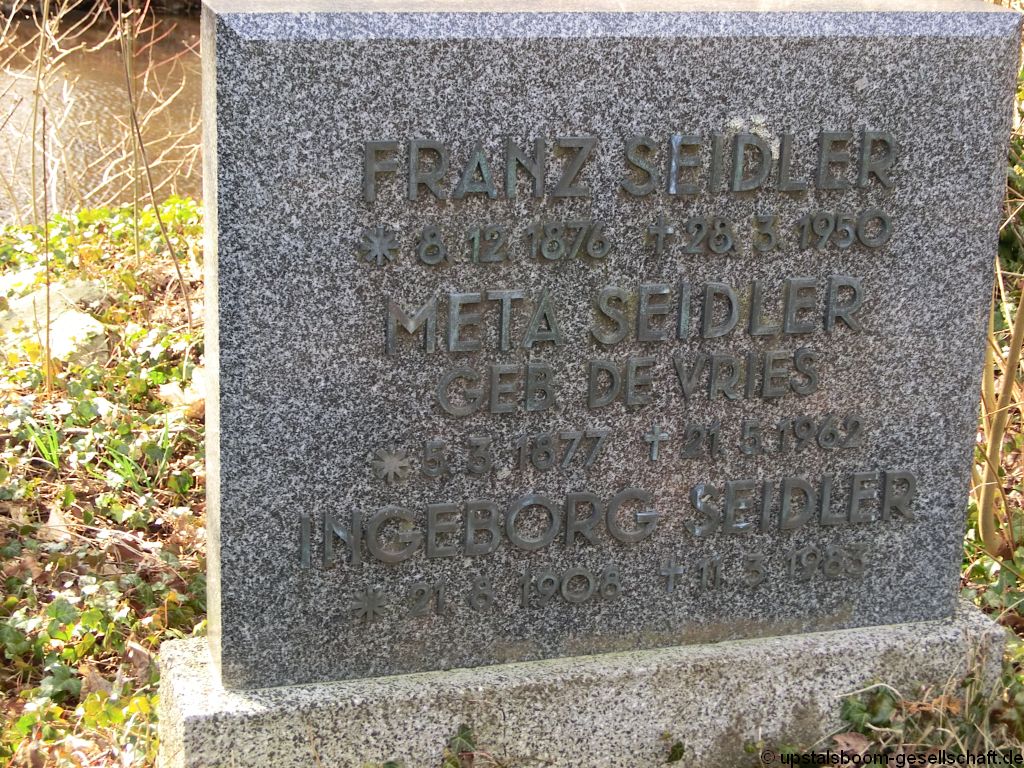 FRANZ SEIDLER
* 8. 12. 1876 † 28. 3. 1950
META SEIDLER
GEB. DE VRIES
* 5. 3. 1877 † 21. 5. 1962
INGEBORG SEIDLER
* 21. 8. 1908 † 11. 3. 1983
© upstalsboom-gesellschaft.de